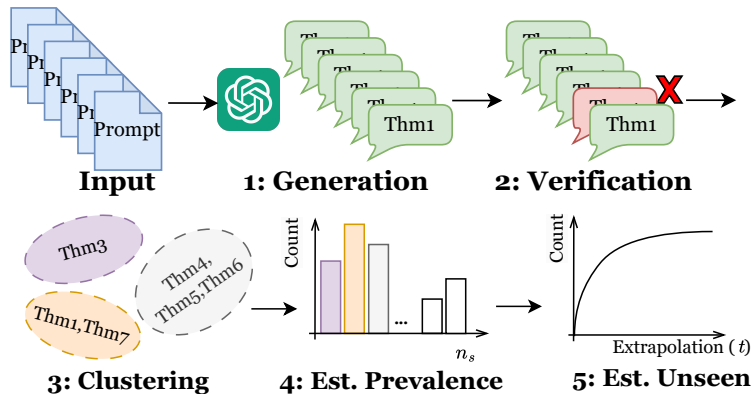 Prompt
Thm1
Thm1
Input
1: Generation
2: Verification
X
Thm3
Thm4,
Thm5,Thm6
Thm1,Thm7
Count
...
n_s
Count
Extrapolation (t)
3: Clustering
4: Est. Prevalence
5: Est. Unseen